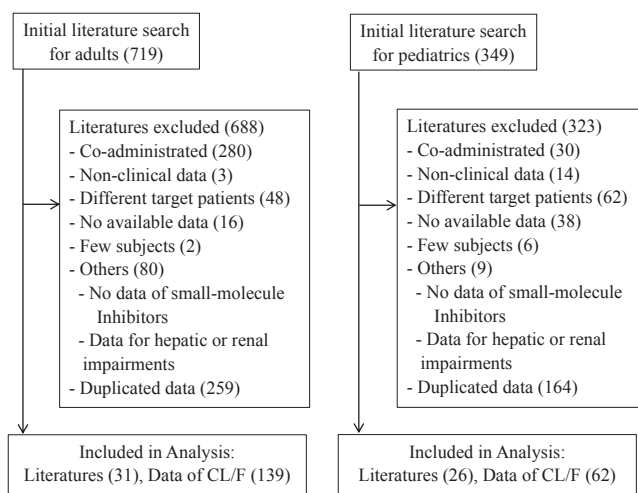 Initial literature search
for adults (719)
Literatures excluded (688)
- Co-administrated (280)
- Non-clinical data (3)
- Different target patients (48)
- No available data (16)
- Few subjects (2)
- Others (80)
- No data of small-molecule
Inhibitors
- Data for hepatic or renal
impairments
- Duplicated data (259)
Included in Analysis:
Literatures (31), Data of CL/F (139)
Initial literature search
for pediatrics (349)
Literatures excluded (323)
- Co-administrated (30)
- Non-clinical data (14)
- Different target patients (62)
- No available data (38)
- Few subjects (6)
- Others (9)
- No data of small-molecule
Inhibitors
- Data for hepatic or renal
impairments
- Duplicated data (164)
Included in Analysis:
Literatures (26), Data of CL/F (62)